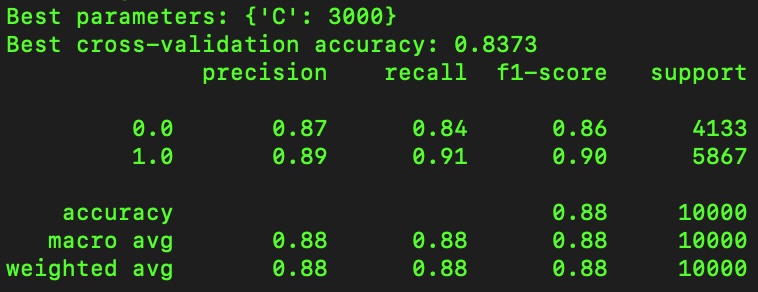 Best parameters: {'C': 3000}
Best cross-validation accuracy: 0.8373
precision recall f1-score support
0.0 0.87 0.84 0.86 4133
1.0 0.89 0.91 0.90 5867
accuracy 0.88 10000
macro avg 0.88 0.88 0.88 10000
weighted avg 0.88 0.88 0.88 10000